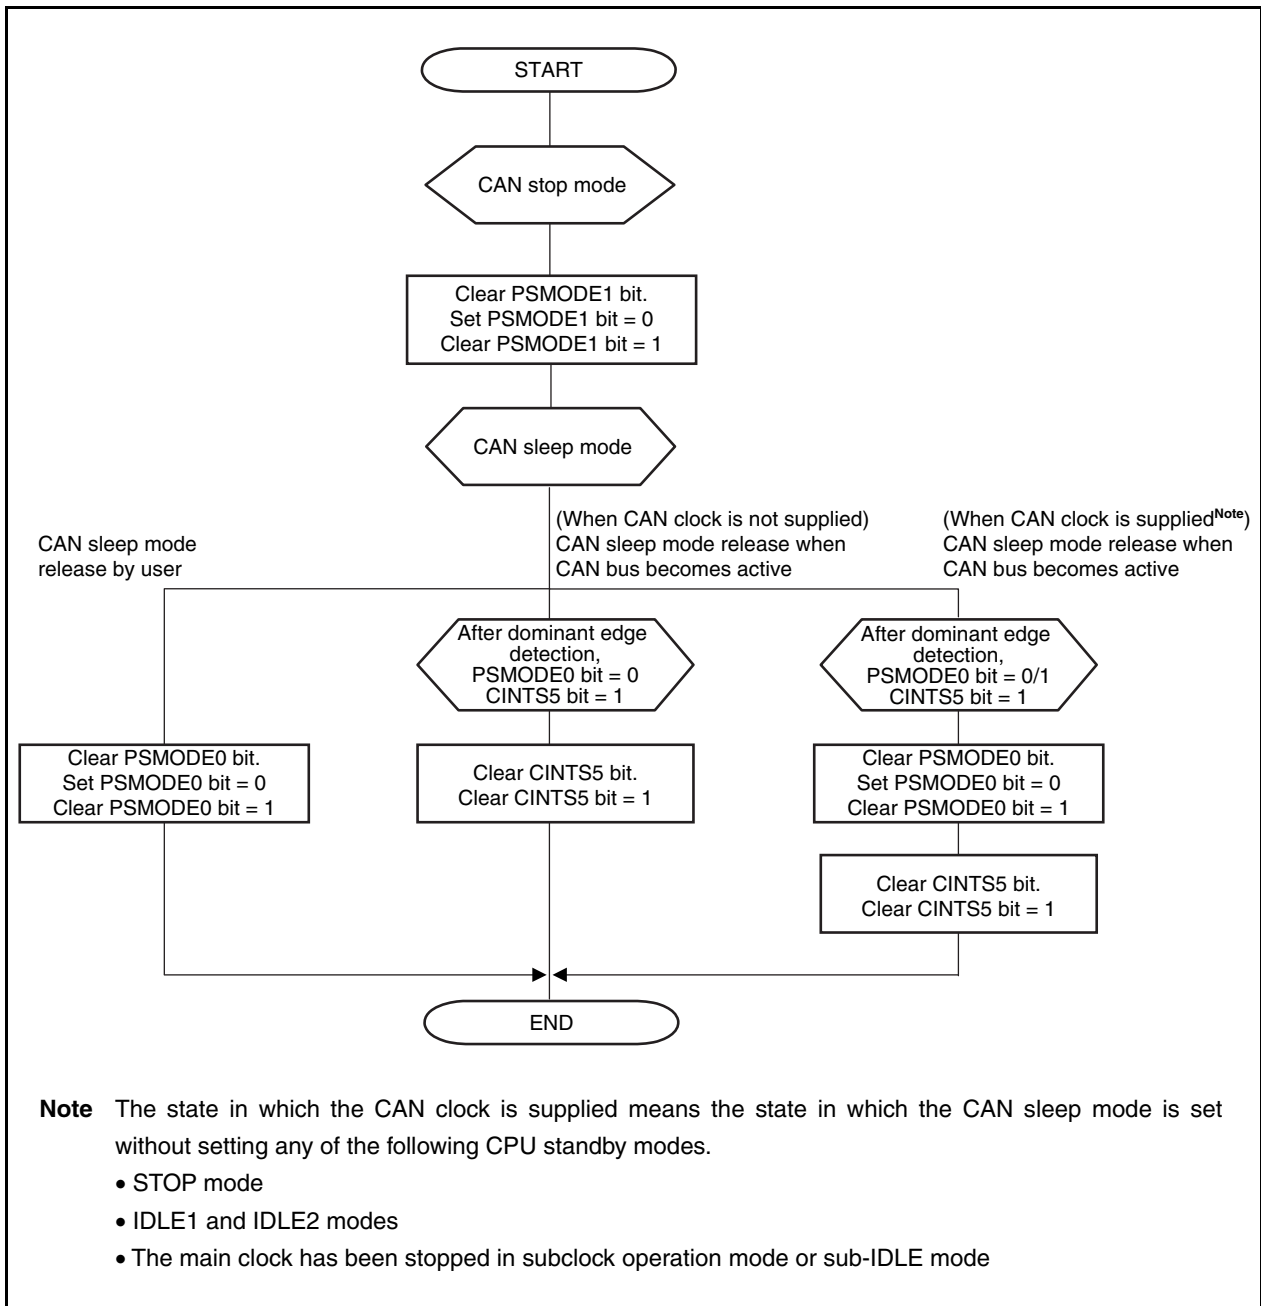 START
CAN stop mode
Clear PSMODE1 bit.
Set PSMODE1 bit = 0
Clear PSMODE1 bit = 1
CAN sleep mode
CAN sleep mode
release by user
(When CAN clock is not supplied)
CAN sleep mode release when
CAN bus becomes active
(When CAN clock is supplied^Note)
CAN sleep mode release when
CAN bus becomes active
After dominant edge
detection,
PSMODE0 bit = 0
CINTS5 bit = 1
After dominant edge
detection,
PSMODE0 bit = 0/1
CINTS5 bit = 1
Clear PSMODE0 bit.
Set PSMODE0 bit = 0
Clear PSMODE0 bit = 1
Clear CINTS5 bit.
Clear CINTS5 bit = 1
Clear PSMODE0 bit.
Set PSMODE0 bit = 0
Clear PSMODE0 bit = 1
Clear CINTS5 bit.
Clear CINTS5 bit = 1
END
Note The state in which the CAN clock is supplied means the state in which the CAN sleep mode is set
without setting any of the following CPU standby modes.
• STOP mode
• IDLE1 and IDLE2 modes
• The main clock has been stopped in subclock operation mode or sub-IDLE mode